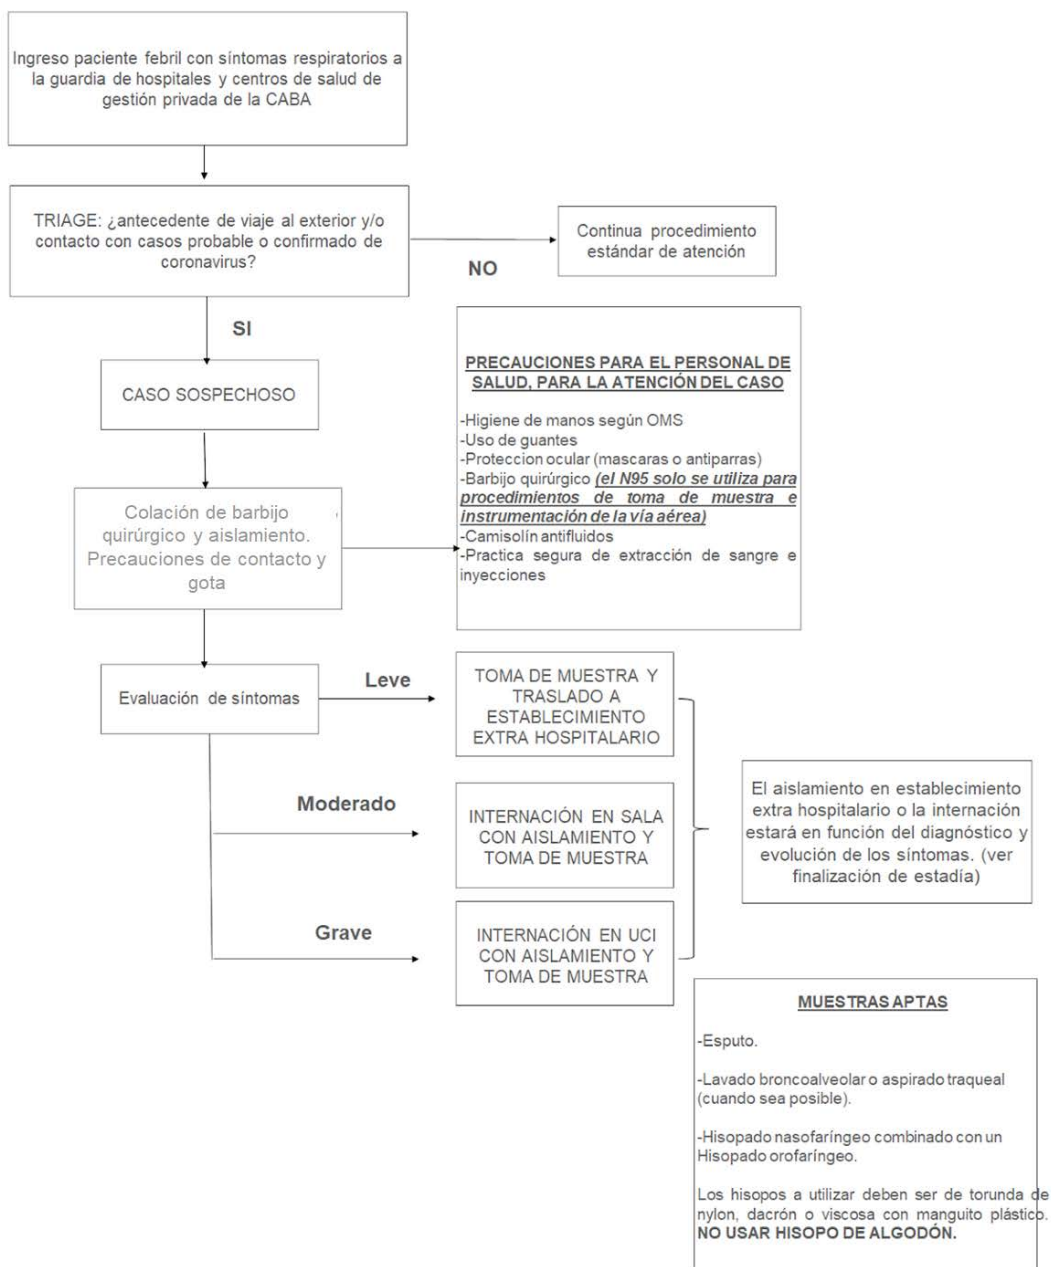 Ingreso paciente febril con síntomas respiratorios a
la guardia de hospitales y centros de salud de
gestión privada de la CABA
TRIAGE: ¿antecedente de viaje al exterior y/o
contacto con casos probable o confirmado de
coronavirus?
NO
Continua procedimiento
estándar de atención
SI
CASO SOSPECHOSO
Colación de barbijo
quirúrgico y aislamiento.
Precauciones de contacto y
gota
PRECAUCIONES PARA EL PERSONAL DE
SALUD, PARA LA ATENCIÓN DEL CASO
-Higiene de manos según OMS
-Uso de guantes
-Proteccion ocular (mascaras o antiparras)
-Barbijo quirúrgico (el N95 solo se utiliza para
procedimientos de toma de muestra e
instrumentación de la vía aérea)
-Camisolín antifluidos
-Practica segura de extracción de sangre e
inyecciones
Evaluación de síntomas
Leve
TOMA DE MUESTRA Y
TRASLADO A
ESTABLECIMIENTO
EXTRA HOSPITALARIO
Moderado
INTERNACIÓN EN SALA
CON AISLAMIENTO Y
TOMA DE MUESTRA
Grave
INTERNACIÓN EN UCI
CON AISLAMIENTO Y
TOMA DE MUESTRA
El aislamiento en establecimiento
extra hospitalario o la internación
estará en función del diagnóstico y
evolución de los síntomas. (ver
finalización de estadía)
MUESTRAS APTAS
-Esputo.
-Lavado broncoalveolar o aspirado traqueal
(cuando sea posible).
-Hisopado nasofaríngeo combinado con un
Hisopado orofaríngeo.
Los hisopos a utilizar deben ser de torunda de
nylon, dacrón o viscosa con manguito plástico.
NO USAR HISOPO DE ALGODÓN.